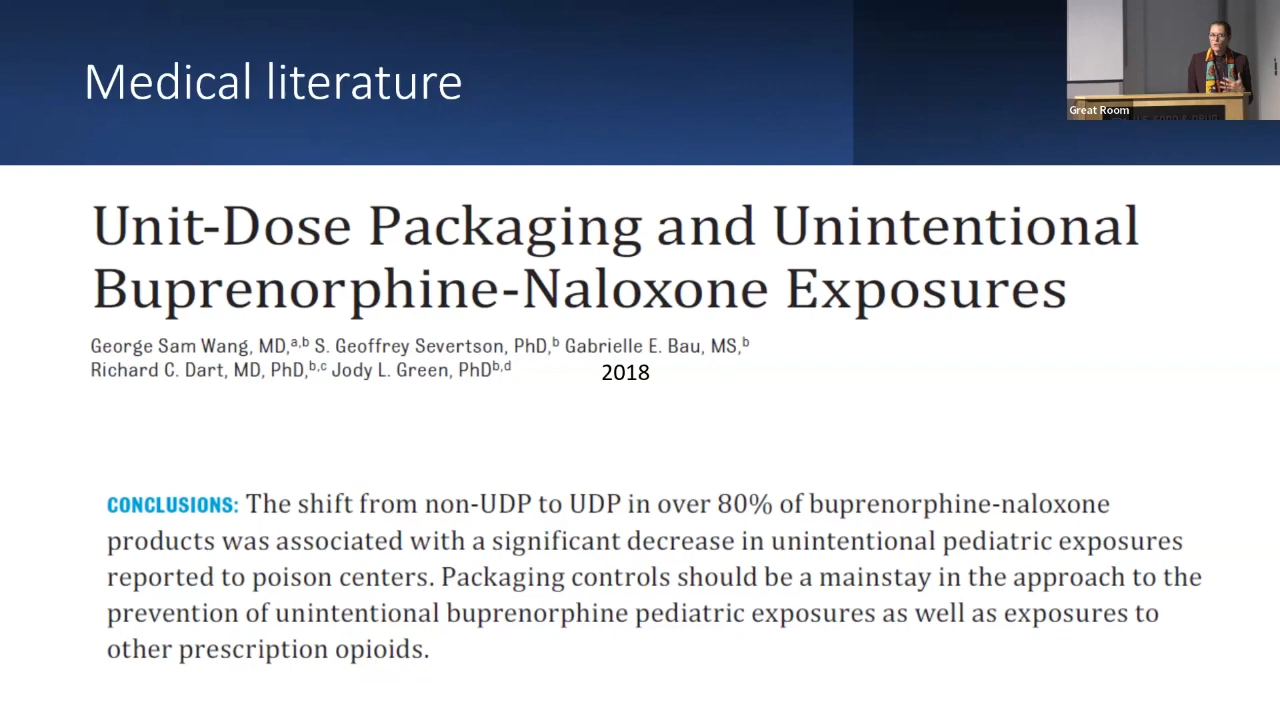 Medical literature
Great Room
U.S. FOOD & DRUG
Unit-Dose Packaging and Unintentional
Buprenorphine-Naloxone Exposures
George Sam Wang, MD,a,b S. Geoffrey Severtson, PhD,b Gabrielle E. Bau, MS,b
Richard C. Dart, MD, PhD,b,c Jody L. Green, PhDb,d
2018
CONCLUSIONS: The shift from non-UDP to UDP in over 80% of buprenorphine-naloxone
products was associated with a significant decrease in unintentional pediatric exposures
reported to poison centers. Packaging controls should be a mainstay in the approach to the
prevention of unintentional buprenorphine pediatric exposures as well as exposures to
other prescription opioids.